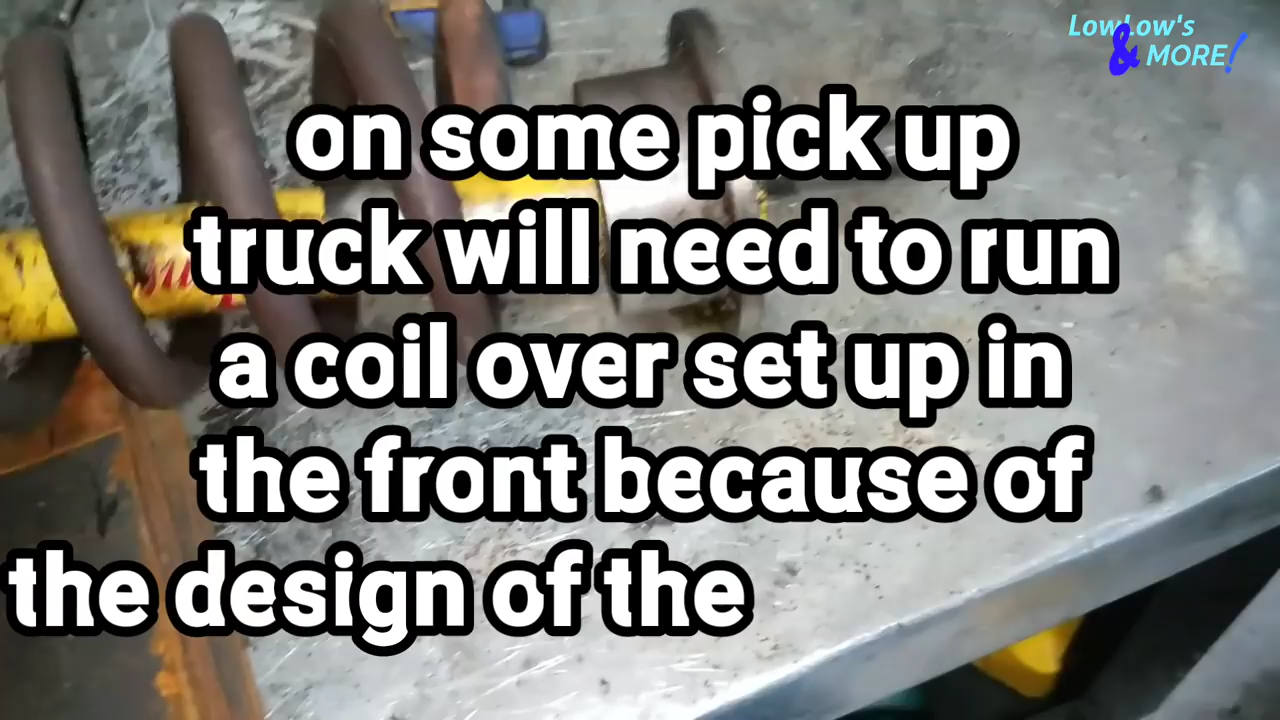 LowLow's
& MORE!
on some pick up
truck will need to run
a coil over set up in
the front because of
the design of the